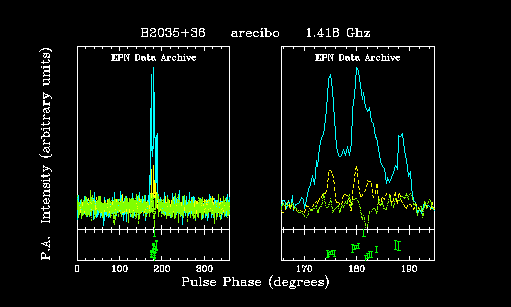 B2035+36 arecibo 1.418 Ghz
EPN Data Archive EPN Data Archive
P.A. Intensity (arbitrary units)
0 100 200 300 170 180 190
Pulse Phase (degrees)